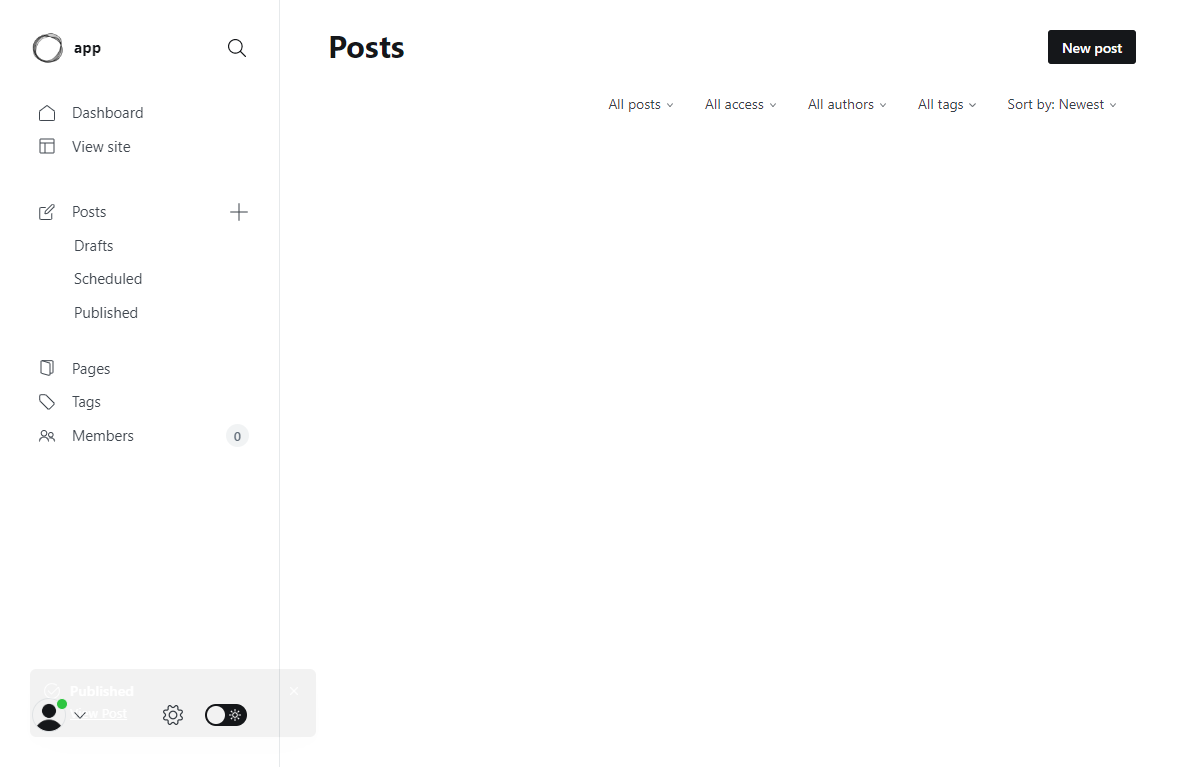 app
Posts
New post
All posts
All access
All authors
All tags
Sort by: Newest
Dashboard
View site
Posts
Drafts
Scheduled
Published
Pages
Tags
Members
0
Published
Post